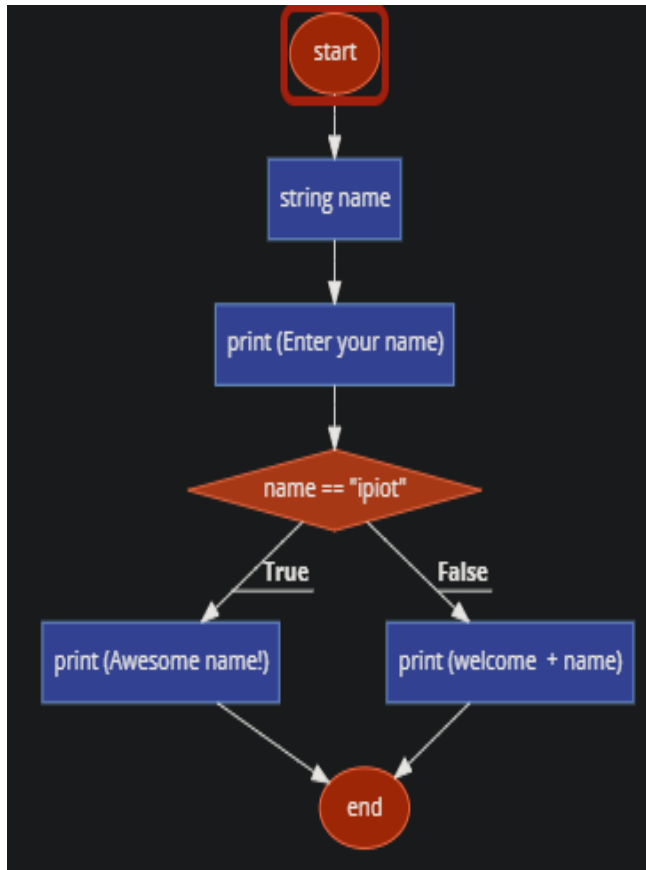 start
string name
print (Enter your name)
name == "ipiot"
True
False
print (Awesome name!)
print (welcome  + name)
end